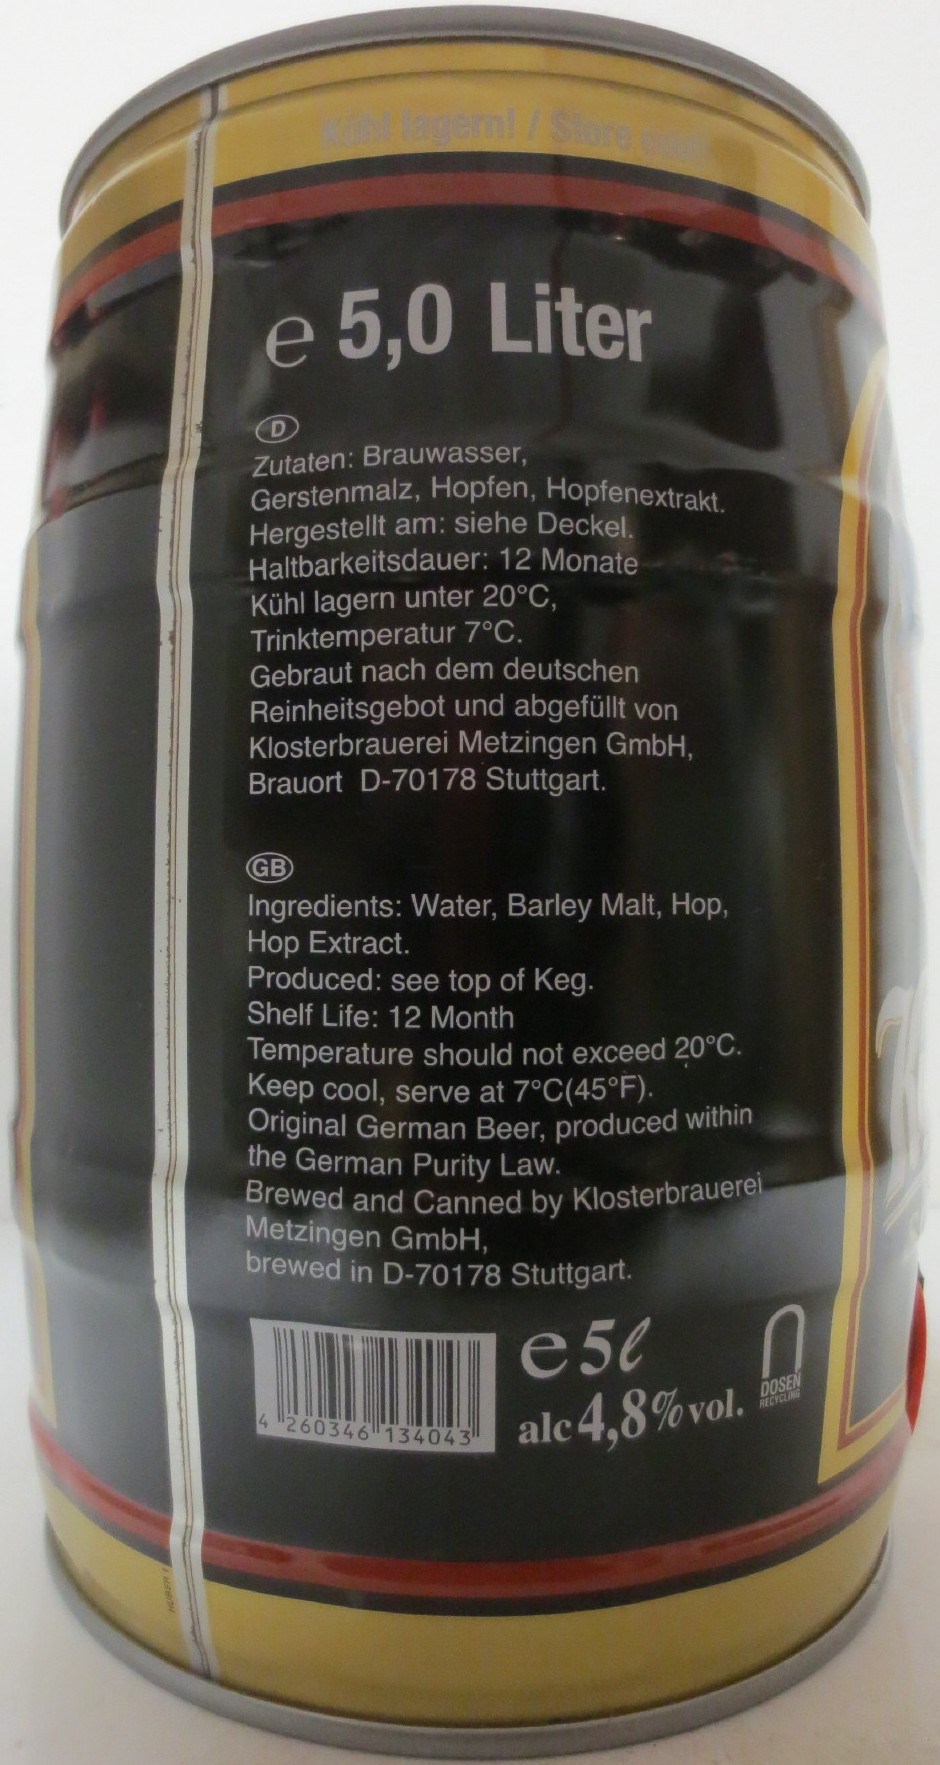 Kühl lagern! / Store cool!
e 5,0 Liter
D
Zutaten: Brauwasser,
Gerstenmalz, Hopfen, Hopfenextrakt.
Hergestellt am: siehe Deckel.
Haltbarkeitsdauer: 12 Monate
Kühl lagern unter 20°C,
Trinktemperatur 7°C.
Gebraut nach dem deutschen
Reinheitsgebot und abgefüllt von
Klosterbrauerei Metzingen GmbH,
Brauort D-70178 Stuttgart.
GB
Ingredients: Water, Barley Malt, Hop,
Hop Extract.
Produced: see top of Keg.
Shelf Life: 12 Month
Temperature should not exceed 20°C.
Keep cool, serve at 7°C(45°F).
Original German Beer, produced within
the German Purity Law.
Brewed and Canned by Klosterbrauerei
Metzingen GmbH,
brewed in D-70178 Stuttgart.
e 5l
alc 4,8% vol.
DOSEN
RECYCLING
4 260346 134043